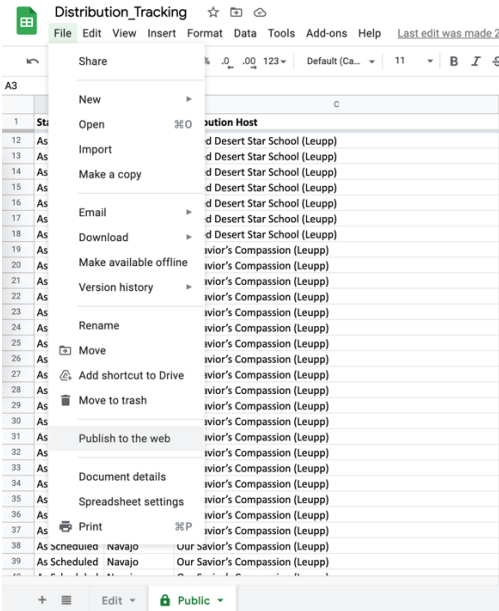 Distribution_Tracking
File Edit View Insert Format Data Tools Add-ons Help Last edit was made 2
% .0 .00 123 Default (Ca... 11 B I S
A3
C
1 Sta bution Host
Share
New
Open ⌘O
Import
Make a copy
Email
Download
Make available offline
Version history
Rename
Move
Add shortcut to Drive
Move to trash
Publish to the web
Document details
Spreadsheet settings
Print ⌘P
12 As ed Desert Star School (Leupp)
13 As ed Desert Star School (Leupp)
14 As ed Desert Star School (Leupp)
15 As ed Desert Star School (Leupp)
16 As ed Desert Star School (Leupp)
17 As ed Desert Star School (Leupp)
18 As ed Desert Star School (Leupp)
19 As avior's Compassion (Leupp)
20 As avior's Compassion (Leupp)
21 As avior's Compassion (Leupp)
22 As avior's Compassion (Leupp)
23 As avior's Compassion (Leupp)
24 As avior's Compassion (Leupp)
25 As avior's Compassion (Leupp)
26 As avior's Compassion (Leupp)
27 As avior's Compassion (Leupp)
28 As avior's Compassion (Leupp)
29 As avior's Compassion (Leupp)
30 As avior's Compassion (Leupp)
31 As avior's Compassion (Leupp)
32 As avior's Compassion (Leupp)
33 As avior's Compassion (Leupp)
34 As avior's Compassion (Leupp)
35 As avior's Compassion (Leupp)
36 As avior's Compassion (Leupp)
37 As avior's Compassion (Leupp)
38 As Scheduled Navajo Our Savior's Compassion (Leupp)
39 As Scheduled Navajo Our Savior's Compassion (Leupp)
Edit Public